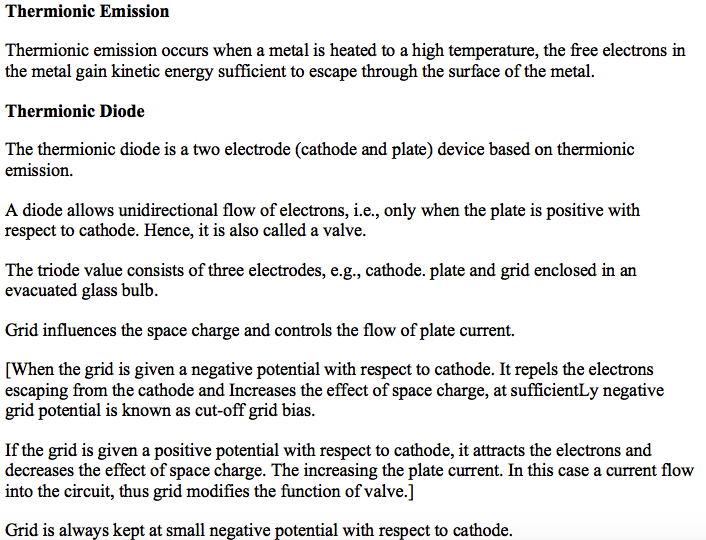 Thermionic Emission
Thermionic emission occurs when a metal is heated to a high temperature, the free electrons in
the metal gain kinetic energy sufficient to escape through the surface of the metal.
Thermionic Diode
The thermionic diode is a two electrode (cathode and plate) device based on thermionic
emission.
A diode allows unidirectional flow of electrons, i.e., only when the plate is positive with
respect to cathode. Hence, it is also called a valve.
The triode value consists of three electrodes, e.g., cathode. plate and grid enclosed in an
evacuated glass bulb.
Grid influences the space charge and controls the flow of plate current.
[When the grid is given a negative potential with respect to cathode. It repels the electrons
escaping from the cathode and Increases the effect of space charge, at sufficientLy negative
grid potential is known as cut-off grid bias.
If the grid is given a positive potential with respect to cathode, it attracts the electrons and
decreases the effect of space charge. The increasing the plate current. In this case a current flow
into the circuit, thus grid modifies the function of valve.]
Grid is always kept at small negative potential with respect to cathode.